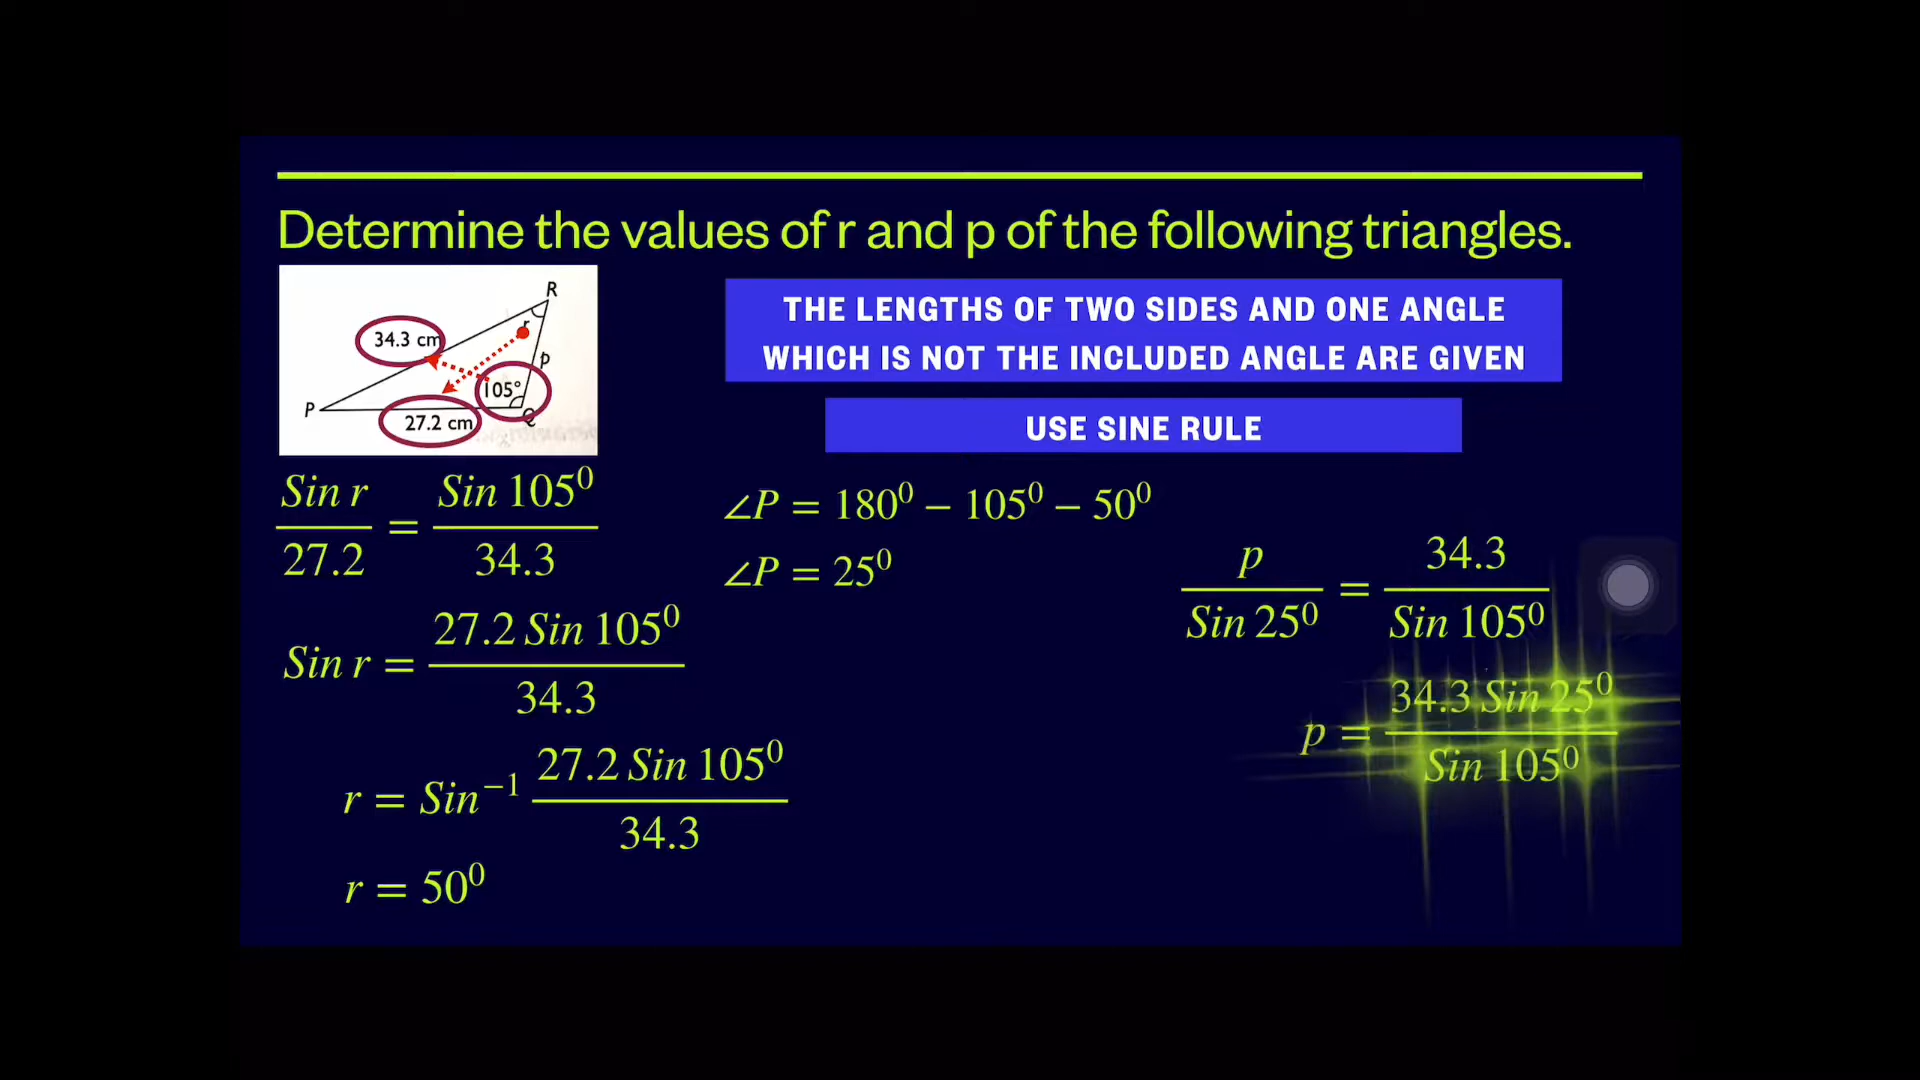 Determine the values of r and p of the following triangles.
R
34.3 cm
r
p
105°
P
Q
27.2 cm
THE LENGTHS OF TWO SIDES AND ONE ANGLE
WHICH IS NOT THE INCLUDED ANGLE ARE GIVEN
USE SINE RULE
Sin r / 27.2 = Sin 105⁰ / 34.3
Sin r = 27.2 Sin 105⁰ / 34.3
r = Sin⁻¹ 27.2 Sin 105⁰ / 34.3
r = 50⁰
∠P = 180⁰ – 105⁰ – 50⁰
∠P = 25⁰
p / Sin 25⁰ = 34.3 / Sin 105⁰
p = 34.3 Sin 25⁰ / Sin 105⁰